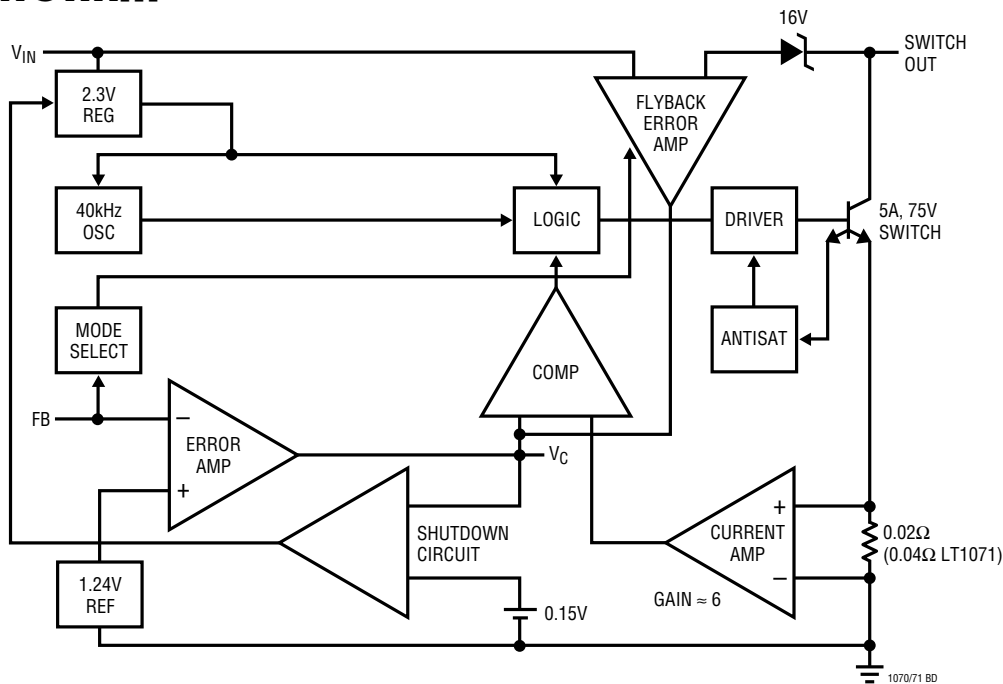 16V
V_IN
SWITCH
OUT
2.3V
REG
FLYBACK
ERROR
AMP
40kHz
OSC
LOGIC
DRIVER
5A, 75V
SWITCH
MODE
SELECT
ANTISAT
COMP
FB
−
ERROR
AMP
+
V_C
SHUTDOWN
CIRCUIT
+
CURRENT
AMP
−
0.02Ω
(0.04Ω LT1071)
1.24V
REF
GAIN ≈ 6
0.15V
1070/71 BD